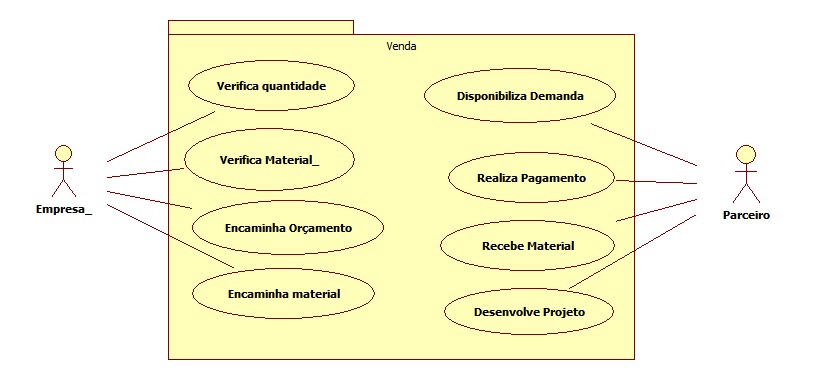 Venda
Verifica quantidade
Disponibiliza Demanda
Verifica Material_
Realiza Pagamento
Empresa_
Parceiro
Encaminha Orçamento
Recebe Material
Encaminha material
Desenvolve Projeto